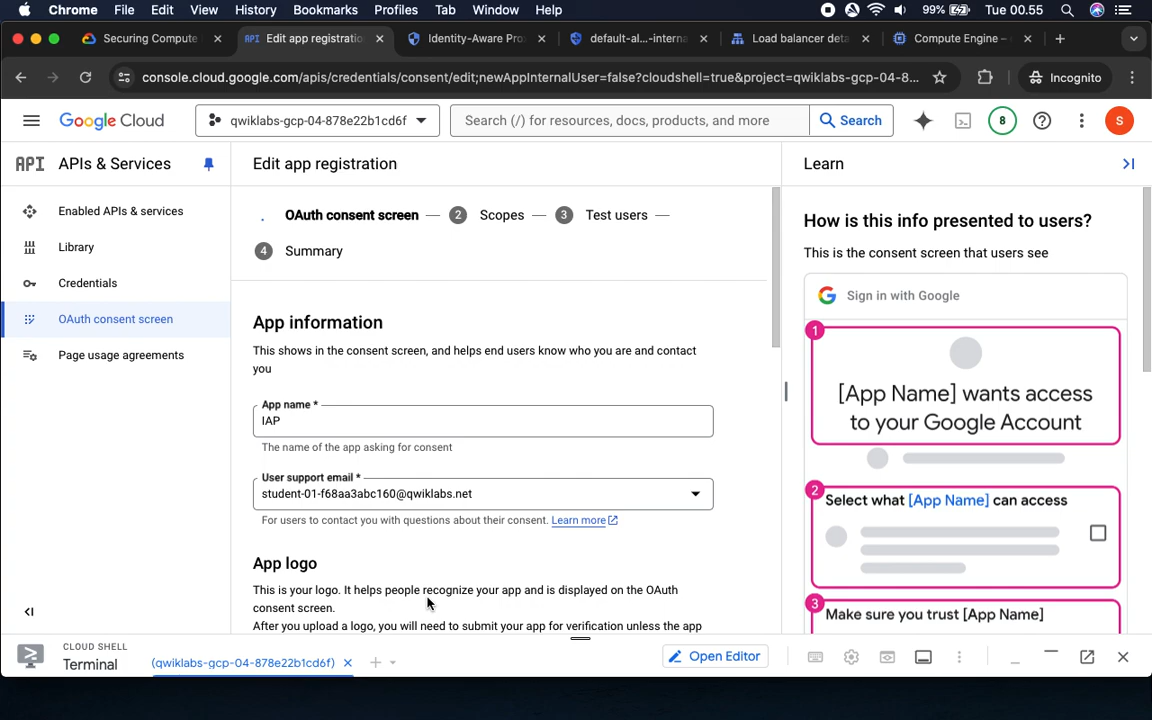 Chrome File Edit View History Bookmarks Profiles Tab Window Help 99% Tue 00.55
Securing Compute Edit app registratio Identity-Aware Pro default-al...-interna Load balancer deta Compute Engine –
console.cloud.google.com/apis/credentials/consent/edit;newAppInternalUser=false?cloudshell=true&project=qwiklabs-gcp-04-8... Incognito
Google Cloud qwiklabs-gcp-04-878e22b1cd6f Search (/) for resources, docs, products, and more Search 8 S
API APIs & Services Edit app registration Learn
Enabled APIs & services
Library
Credentials
OAuth consent screen
Page usage agreements
OAuth consent screen 2 Scopes 3 Test users
4 Summary
App information
This shows in the consent screen, and helps end users know who you are and contact
you
App name *
IAP
The name of the app asking for consent
User support email *
student-01-f68aa3abc160@qwiklabs.net
For users to contact you with questions about their consent. Learn more
App logo
This is your logo. It helps people recognize your app and is displayed on the OAuth
consent screen.
After you upload a logo, you will need to submit your app for verification unless the app
How is this info presented to users?
This is the consent screen that users see
Sign in with Google
1
[App Name] wants access
to your Google Account
2
Select what [App Name] can access
3
Make sure you trust [App Name]
CLOUD SHELL
Terminal (qwiklabs-gcp-04-878e22b1cd6f) Open Editor